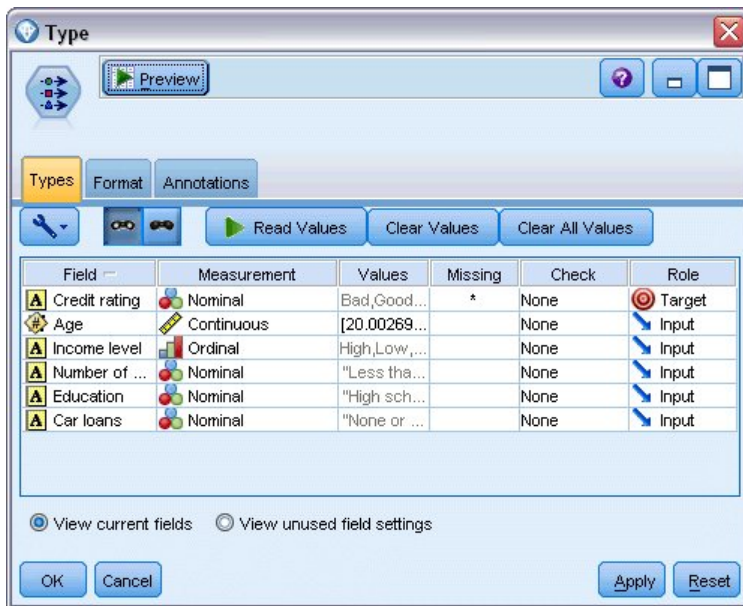 Type
Preview
?
Types Format Annotations
Read Values Clear Values Clear All Values
Field Measurement Values Missing Check Role
A Credit rating Nominal Bad,Good... * None Target
# Age Continuous [20.00269... None Input
A Income level Ordinal High,Low,... None Input
A Number of ... Nominal "Less tha... None Input
A Education Nominal "High sch... None Input
A Car loans Nominal "None or ... None Input
View current fields View unused field settings
OK Cancel Apply Reset